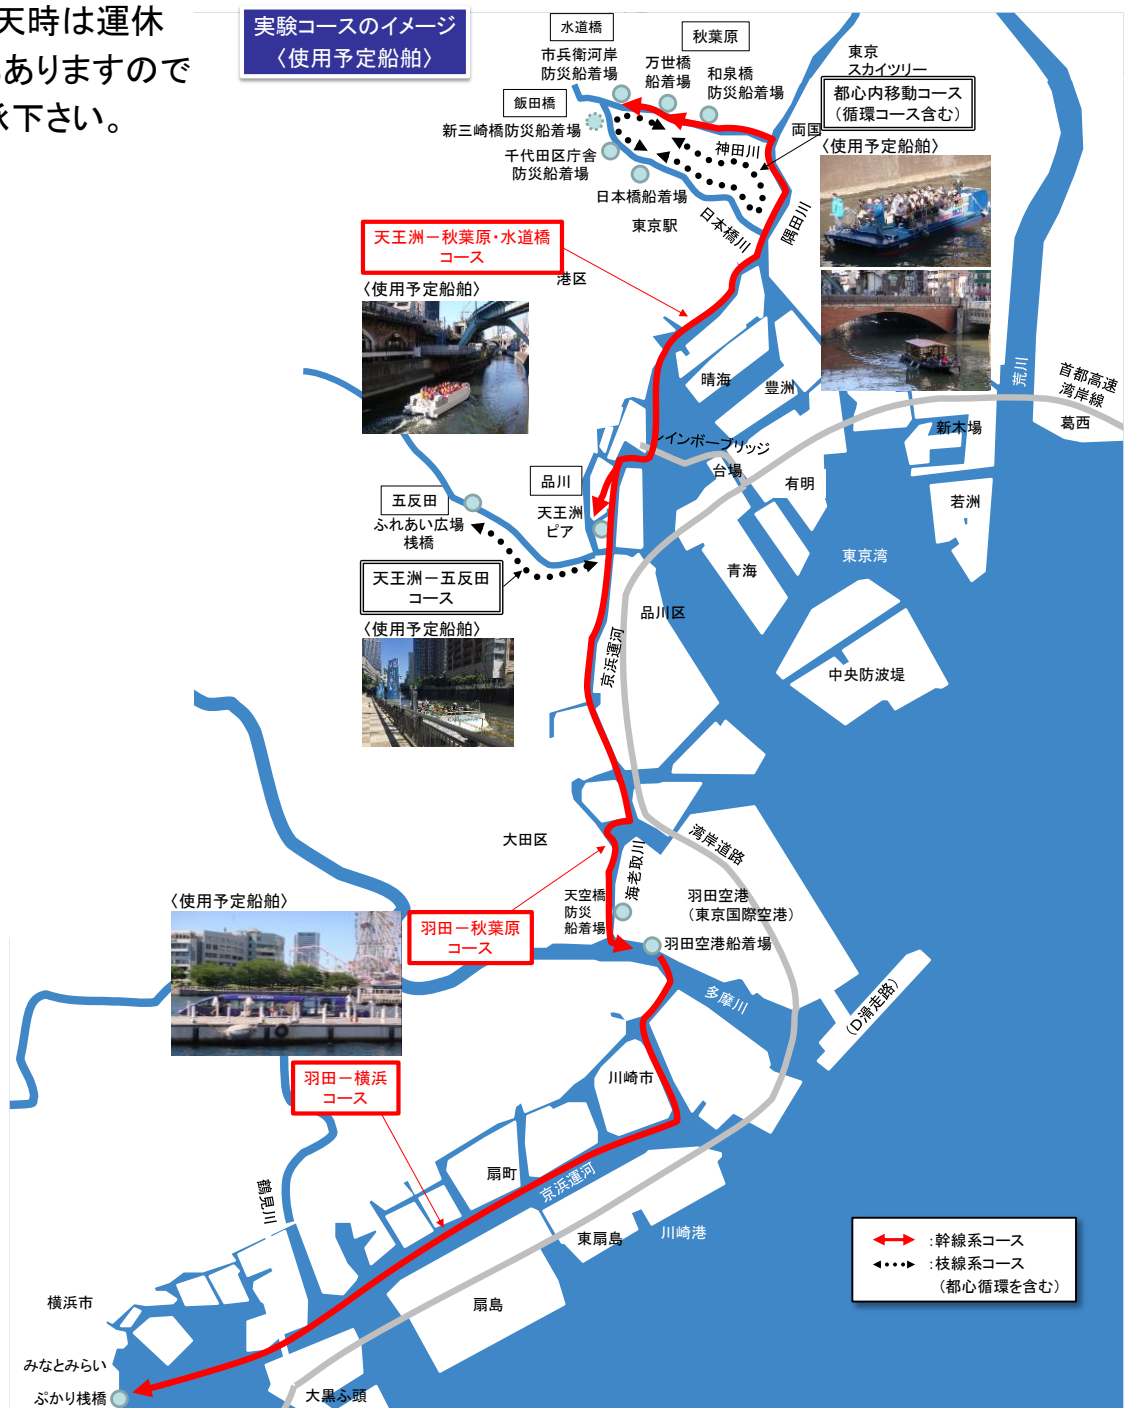 天時は運休
ありますので
承下さい。
実験コースのイメージ
〈使用予定船舶〉
水道橋
市兵衛河岸
防災船着場
万世橋
船着場
秋葉原
和泉橋
防災船着場
東京
スカイツリー
都心内移動コース
(循環コース含む)
〈使用予定船舶〉
飯田橋
新三崎橋防災船着場
千代田区庁舎
防災船着場
日本橋船着場
神田川
両国
隅田川
日本橋川
東京駅
天王洲－秋葉原・水道橋
コース
〈使用予定船舶〉
港区
晴海
豊洲
荒川
首都高速
湾岸線
葛西
新木場
若洲
レインボーブリッジ
台場
有明
青海
東京湾
中央防波堤
品川
天王洲
ピア
五反田
ふれあい広場
桟橋
天王洲－五反田
コース
〈使用予定船舶〉
品川区
京浜運河
大田区
湾岸道路
海老取川
天空橋
防災
船着場
羽田空港
(東京国際空港)
羽田空港船着場
羽田－秋葉原
コース
〈使用予定船舶〉
多摩川
(D滑走路)
羽田－横浜
コース
川崎市
扇町
京浜運河
鶴見川
東扇島
川崎港
扇島
横浜市
みなとみらい
ぷかり桟橋
大黒ふ頭
:幹線系コース
:枝線系コース
(都心循環を含む)